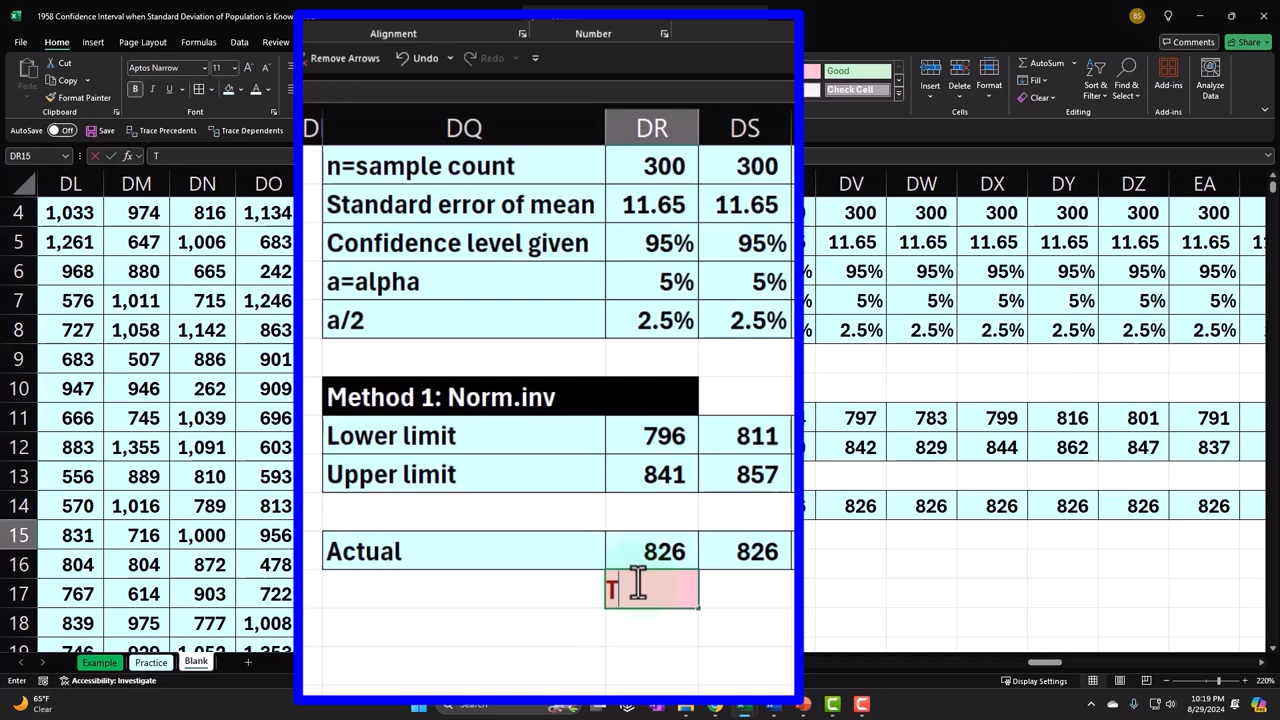 1958 Confidence Interval when Standard Deviation of Population is Know
BS
File Home Insert Page Layout Formulas Data Review
Comments Share
Cut
Copy
Format Painter
Paste
Clipboard
Aptos Narrow 11
B I U
Font
Alignment Number
Good
Check Cell
Insert Delete Format
Cells
AutoSum
Fill
Clear
Sort & Filter
Find & Select
Editing
Add-ins
Add-ins
Analyze Data
AutoSave Off Save Trace Precedents Trace Dependents
Remove Arrows Undo Redo
DR15 fx T
DL DM DN DO
4 1,033 974 816 1,134
5 1,261 647 1,006 683
6 968 880 665 242
7 576 1,011 715 1,246
8 727 1,058 1,142 863
9 683 507 886 901
10 947 946 262 909
11 666 745 1,039 696
12 883 1,355 1,091 603
13 556 889 810 593
14 570 1,016 789 813
15 831 716 1,000 956
16 804 804 872 478
17 767 614 903 722
18 839 975 777 1,008
D DQ DR DS
n=sample count 300 300
Standard error of mean 11.65 11.65
Confidence level given 95% 95%
a=alpha 5% 5%
a/2 2.5% 2.5%
Method 1: Norm.inv
Lower limit 796 811
Upper limit 841 857
Actual 826 826
T
DV DW DX DY DZ EA
300 300 300 300 300 300
11.65 11.65 11.65 11.65 11.65 11.65
95% 95% 95% 95% 95% 95%
5% 5% 5% 5% 5% 5%
2.5% 2.5% 2.5% 2.5% 2.5% 2.5%
797 783 799 816 801 791
842 829 844 862 847 837
826 826 826 826 826 826
Example Practice Blank
Enter Accessibility: Investigate
Display Settings 220%
65°F
Clear
Search
10:19 PM
8/29/2024